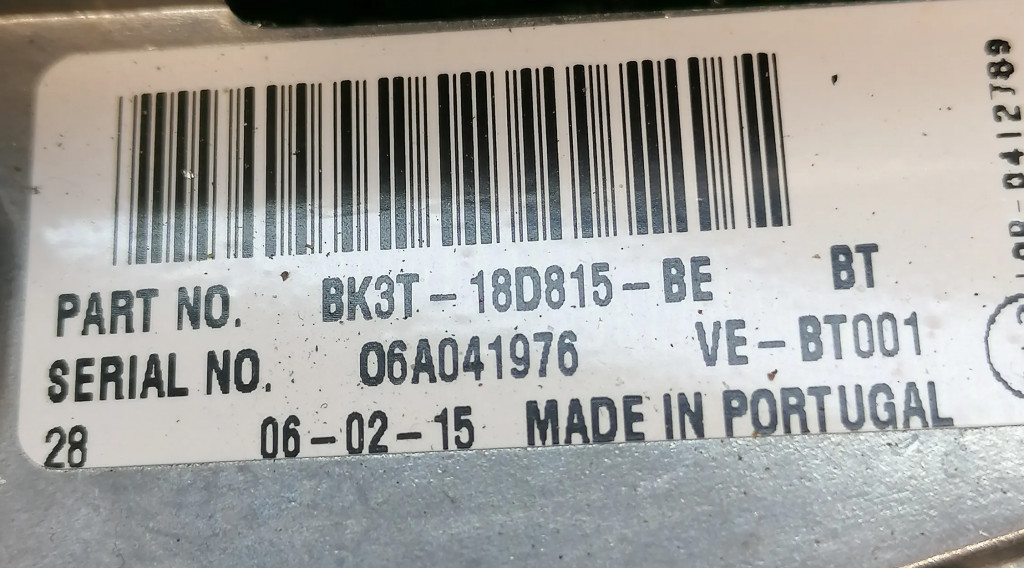 PART NO. BK3T-18D815-BE BT
SERIAL NO. 06A041976 VE-BT001
28 06-02-15 MADE IN PORTUGAL